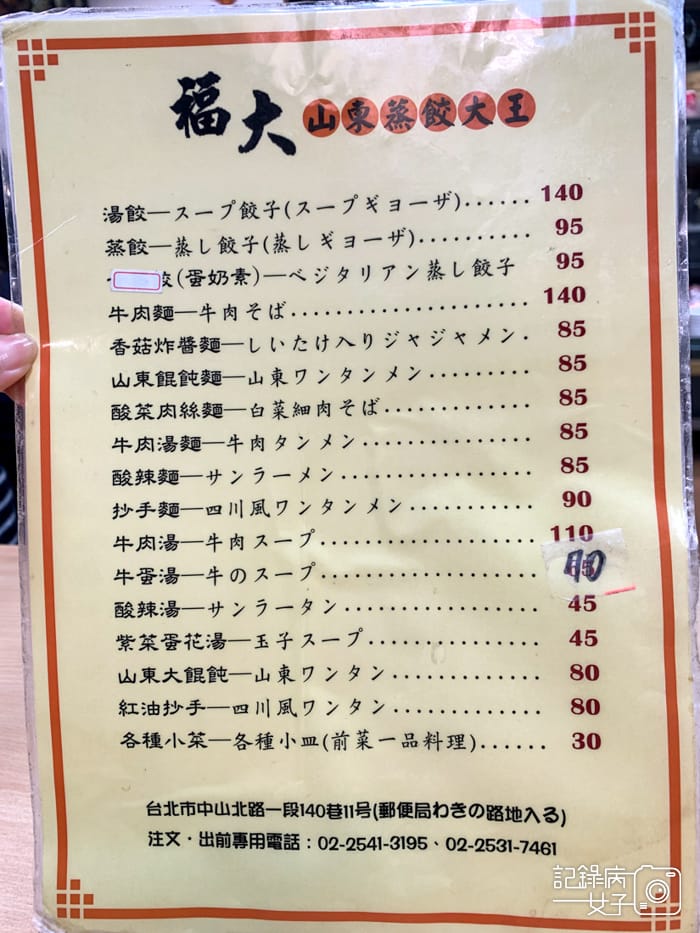 福大 山東蒸餃大王
湯餃—スープ餃子(スープギョーザ)...... 140
蒸餃—蒸し餃子(蒸しギョーザ).......... 95
餃(蛋奶素)—ベジタリアン蒸し餃子 95
牛肉麵—牛肉そば..................... 140
香菇炸醬麵—しいたけ入りジャジャメン. 85
山東餛飩麵—山東ワンタンメン......... 85
酸菜肉絲麵—白菜細肉そば............. 85
牛肉湯麵—牛肉タンメン............... 85
酸辣麵—サンラーメン................. 85
抄手麵—四川風ワンタンメン........... 90
牛肉湯—牛肉スープ................... 110
牛蛋湯—牛のスープ...................
酸辣湯—サンラータン................. 45
紫菜蛋花湯—玉子スープ............... 45
山東大餛飩—山東ワンタン............. 80
紅油抄手—四川風ワンタン............. 80
各種小菜—各種小皿(前菜一品料理)...... 30
台北市中山北路一段140巷11号(郵便局わきの路地入る)
注文・出前專用電話：02-2541-3195、02-2531-7461
記錄病
女子